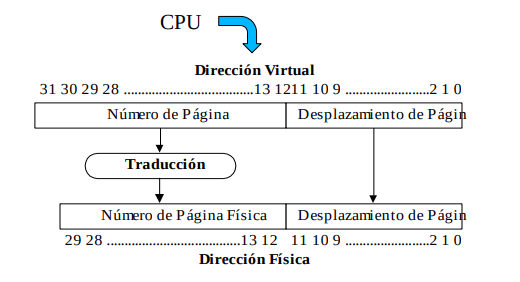 CPU
Dirección Virtual
31 30 29 28 .....................................13 1211 10 9 ........................2 1 0
Número de Página Desplazamiento de Págin
Traducción
Número de Página Física Desplazamiento de Págin
29 28 ......................................13 12 11 10 9 ........................2 1 0
Dirección Física